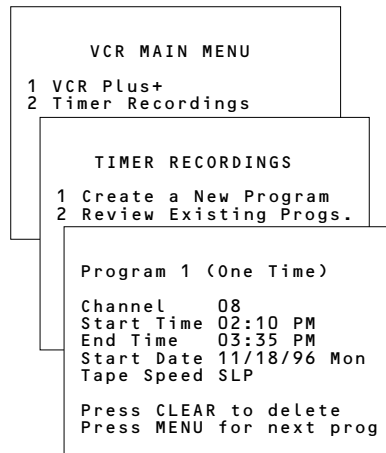 VCR MAIN MENU
1 VCR Plus+
2 Timer Recordings
TIMER RECORDINGS
1 Create a New Program
2 Review Existing Progs.
Program 1 (One Time)
Channel 08
Start Time 02:10 PM
End Time 03:35 PM
Start Date 11/18/96 Mon
Tape Speed SLP
Press CLEAR to delete
Press MENU for next prog